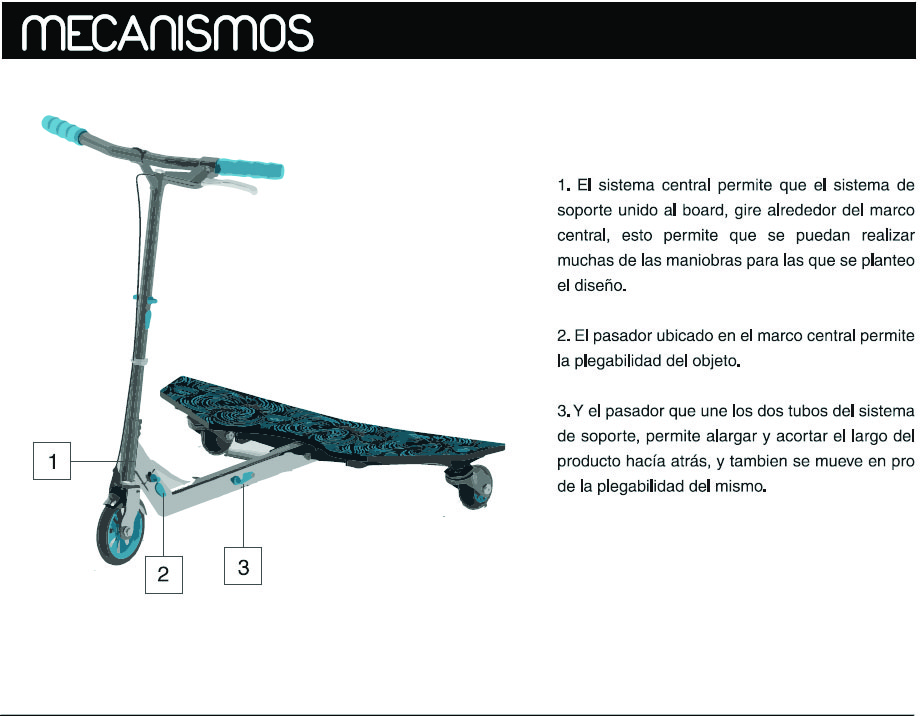 MECANISMOS
1. El sistema central permite que el sistema de
soporte unido al board, gire alrededor del marco
central, esto permite que se puedan realizar
muchas de las maniobras para las que se planteo
el diseño.
2. El pasador ubicado en el marco central permite
la plegabilidad del objeto.
3. Y el pasador que une los dos tubos del sistema
de soporte, permite alargar y acortar el largo del
producto hacía atrás, y tambien se mueve en pro
de la plegabilidad del mismo.
1
2
3